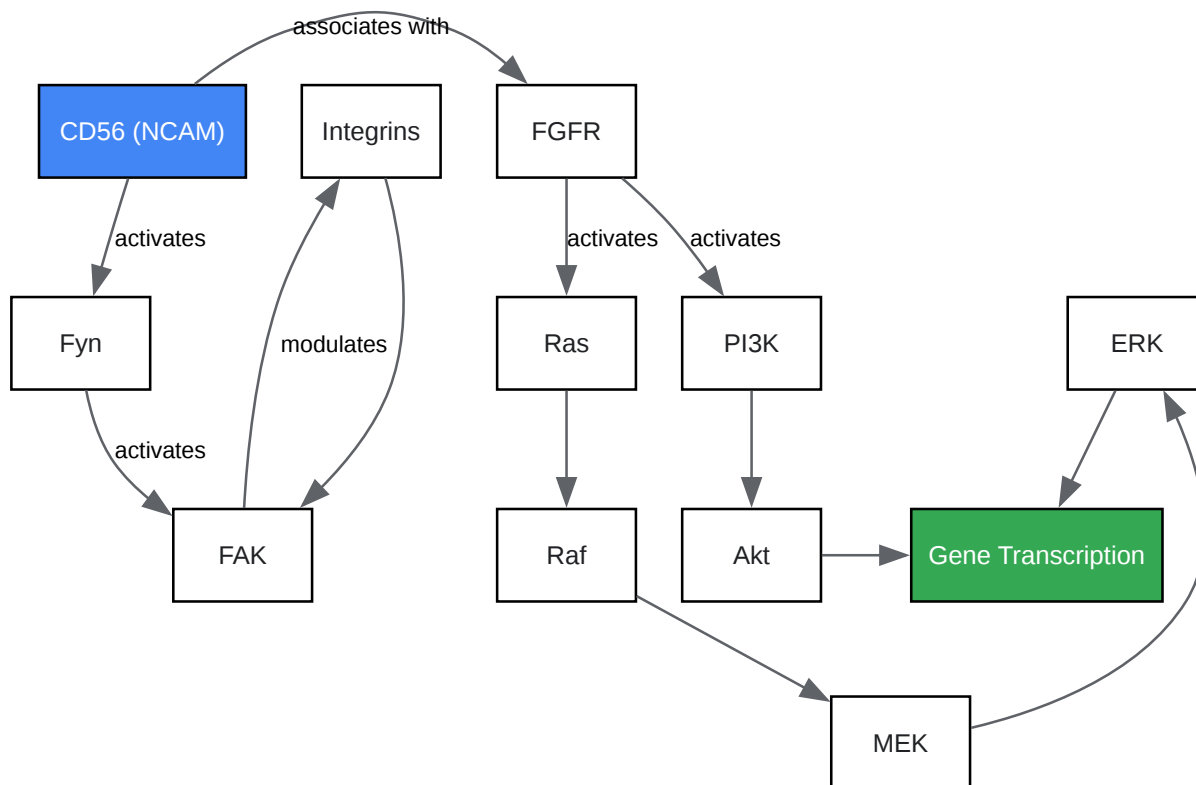 associates with
CD56 (NCAM)
Integrins
FGFR
activates
activates
activates
Fyn
modulates
Ras
PI3K
ERK
activates
FAK
Raf
Akt
Gene Transcription
MEK